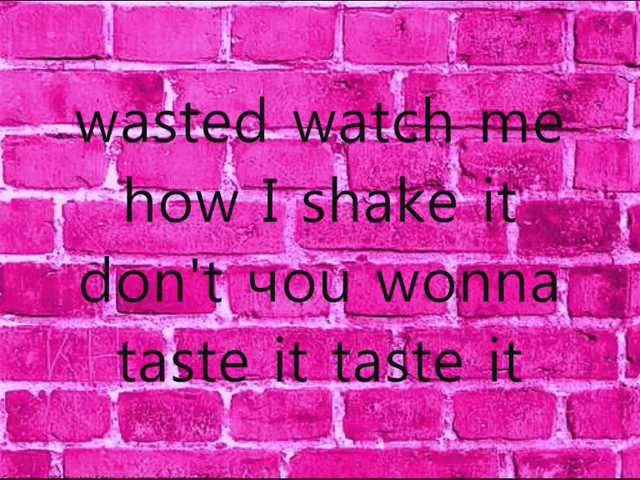 wasted watch me
how I shake it
don't you wonna
taste it taste it